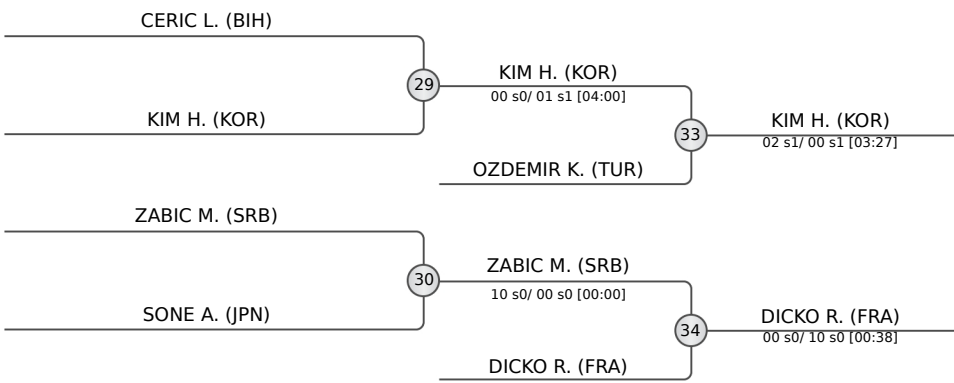 CERIC L. (BIH)
29
KIM H. (KOR)
00 s0/ 01 s1 [04:00]
KIM H. (KOR)
33
KIM H. (KOR)
02 s1/ 00 s1 [03:27]
OZDEMIR K. (TUR)
ZABIC M. (SRB)
30
ZABIC M. (SRB)
10 s0/ 00 s0 [00:00]
SONE A. (JPN)
34
DICKO R. (FRA)
00 s0/ 10 s0 [00:38]
DICKO R. (FRA)